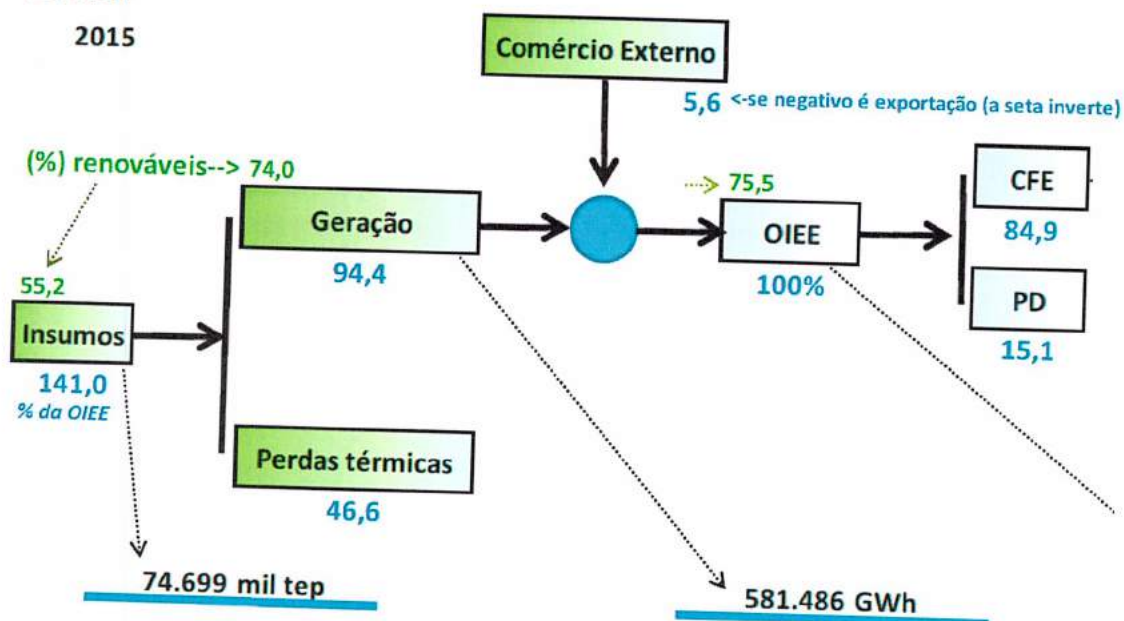 2015
Comércio Externo
5,6 <-se negativo é exportação (a seta inverte)
(%) renováveis--> 74,0
75,5
CFE
84,9
Geração
94,4
OIEE
100%
PD
15,1
55,2
Insumos
141,0
% da OIEE
Perdas térmicas
46,6
74.699 mil tep
581.486 GWh